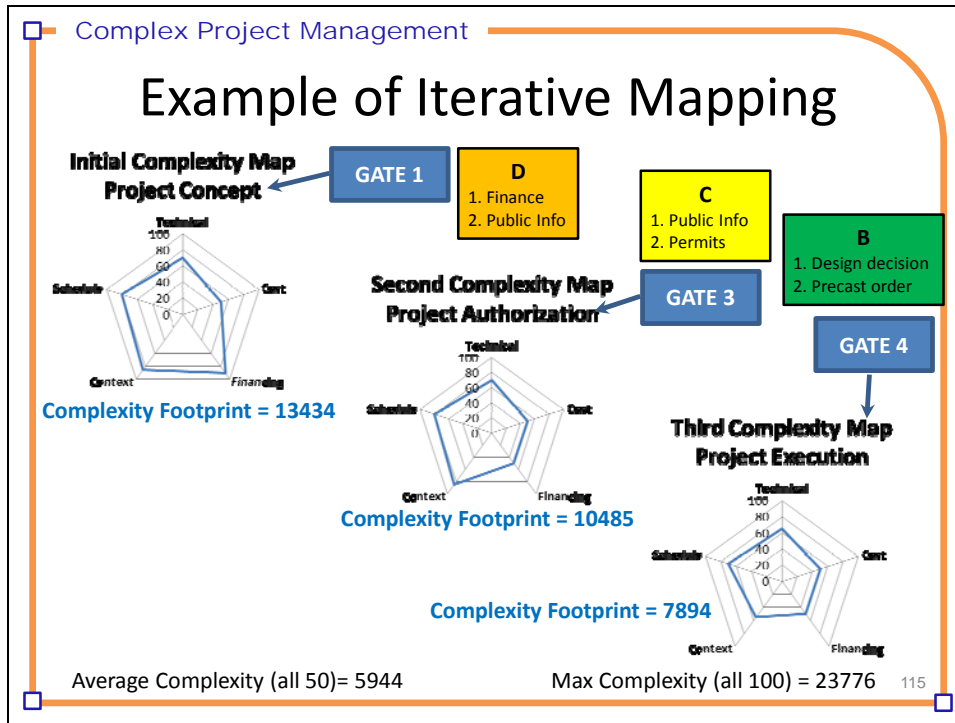 Complex Project Management
Example of Iterative Mapping
Initial Complexity Map
Project Concept
GATE 1
D
1. Finance
2. Public Info
C
1. Public Info
2. Permits
B
1. Design decision
2. Precast order
Technical
100
80
60
40
20
0
Schedule
Cost
Context
Financing
Complexity Footprint = 13434
Second Complexity Map
Project Authorization
GATE 3
Technical
100
80
60
40
20
0
Schedule
Cost
Context
Financing
Complexity Footprint = 10485
GATE 4
Third Complexity Map
Project Execution
Technical
100
80
60
40
20
0
Schedule
Cost
Context
Financing
Complexity Footprint = 7894
Average Complexity (all 50)= 5944
Max Complexity (all 100) = 23776
115